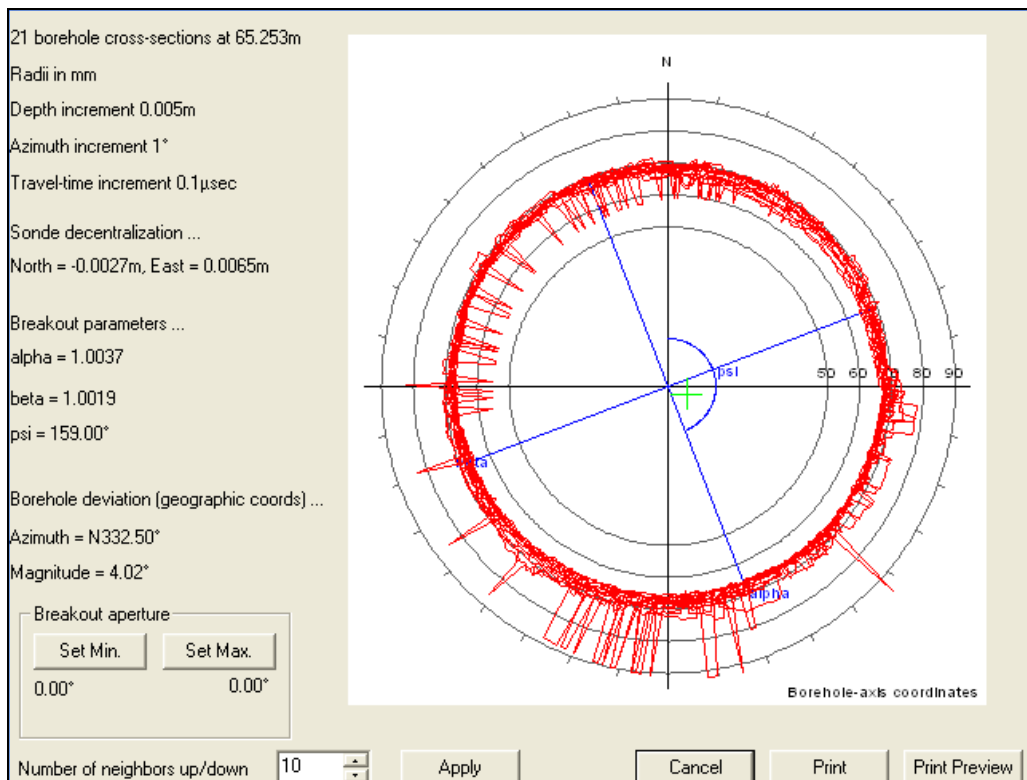 21 borehole cross-sections at 65.253m
Radii in mm
Depth increment 0.005m
Azimuth increment 1°
Travel-time increment 0.1µsec
Sonde decentralization ...
North = -0.0027m, East = 0.0065m
Breakout parameters ...
alpha = 1.0037
beta = 1.0019
psi = 159.00°
Borehole deviation (geographic coords) ...
Azimuth = N332.50°
Magnitude = 4.02°
Breakout aperture
Set Min. Set Max.
0.00° 0.00°
N
psi
50 60 70 80 90
beta
alpha
Borehole-axis coordinates
Number of neighbors up/down 10 Apply Cancel Print Print Preview